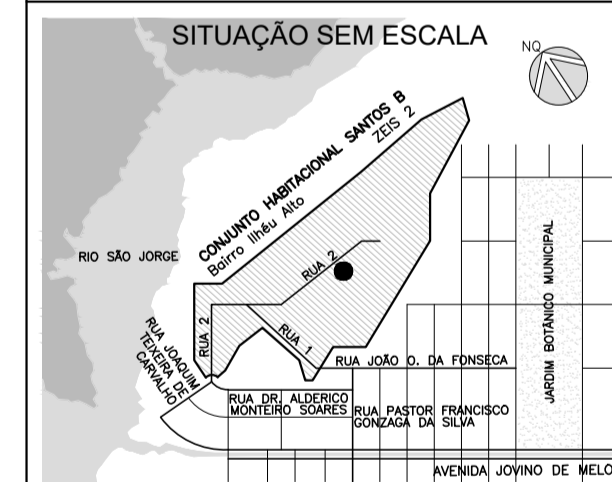 SITUAÇÃO SEM ESCALA
NQ
CONJUNTO HABITACIONAL SANTOS B
ZEIS 2
Bairro Ilhéu Alto
RIO SÃO JORGE
RUA 2
RUA 2
RUA 1
RUA JOAQUIM
TEIXEIRA DE
CARVALHO
RUA JOÃO O. DA FONSECA
RUA DR. ALDERICO
MONTEIRO SOARES
RUA PASTOR FRANCISCO
GONZAGA DA SILVA
JARDIM BOTÂNICO MUNICIPAL
AVENIDA JOVINO DE MELO